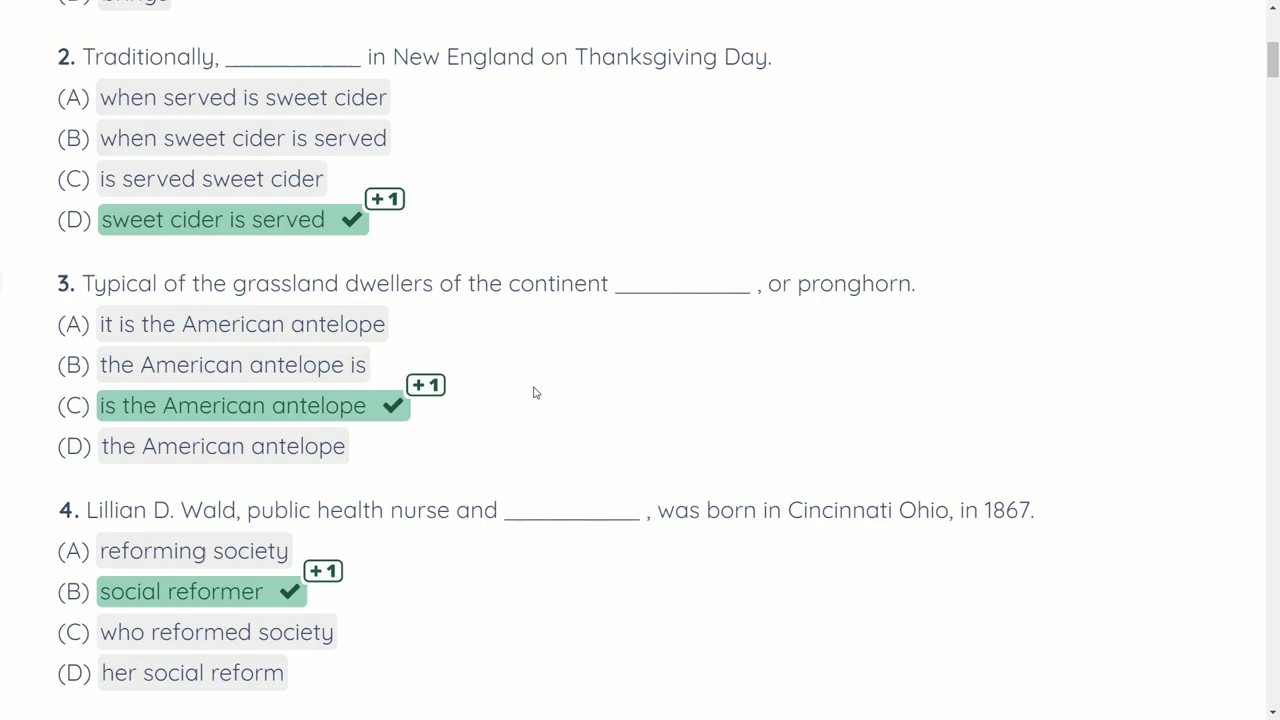 2. Traditionally, ___________ in New England on Thanksgiving Day.
(A) when served is sweet cider
(B) when sweet cider is served
(C) is served sweet cider
+1
(D) sweet cider is served ✔
3. Typical of the grassland dwellers of the continent ___________ , or pronghorn.
(A) it is the American antelope
(B) the American antelope is
+1
(C) is the American antelope ✔
(D) the American antelope
4. Lillian D. Wald, public health nurse and ___________ , was born in Cincinnati Ohio, in 1867.
(A) reforming society
+1
(B) social reformer ✔
(C) who reformed society
(D) her social reform